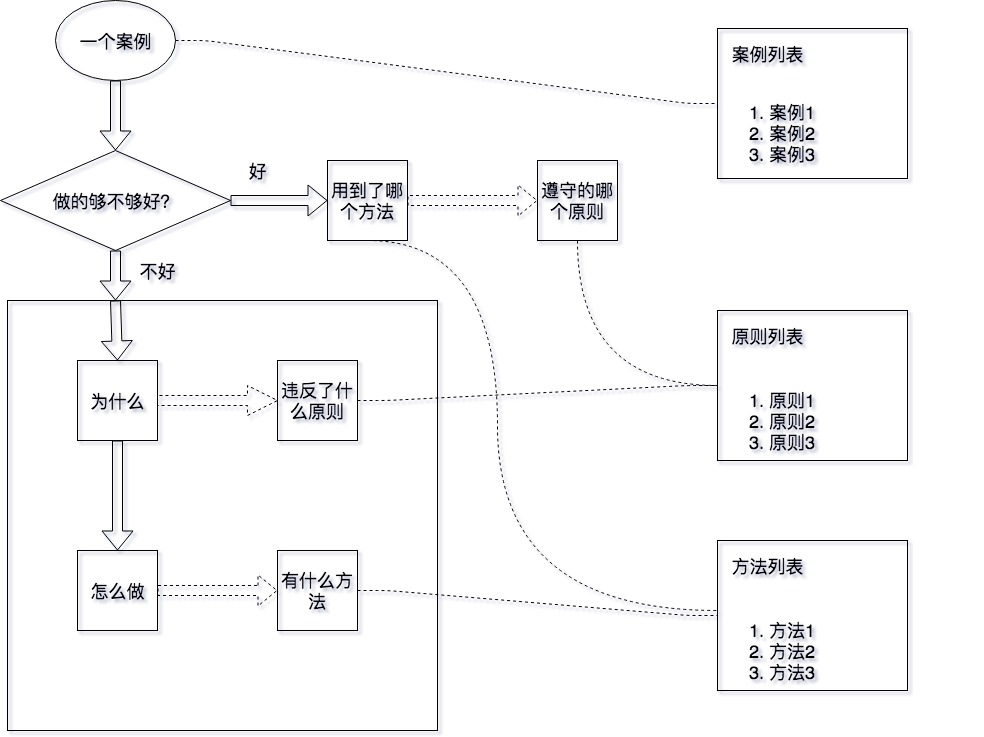 一个案例
案例列表
1. 案例1
2. 案例2
3. 案例3
做的够不够好?
好
用到了哪
个方法
遵守的哪
个原则
不好
原则列表
1. 原则1
2. 原则2
3. 原则3
为什么
违反了什
么原则
方法列表
1. 方法1
2. 方法2
3. 方法3
怎么做
有什么方
法